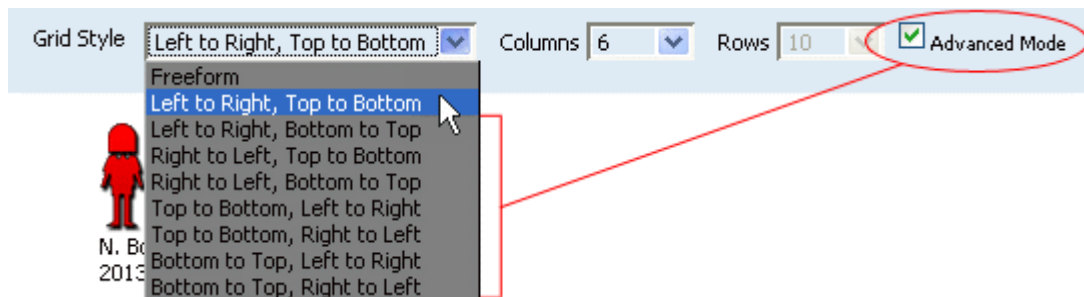 Grid Style Left to Right, Top to Bottom Columns 6 Rows 10 Advanced Mode
Freeform
Left to Right, Top to Bottom
Left to Right, Bottom to Top
Right to Left, Top to Bottom
Right to Left, Bottom to Top
Top to Bottom, Left to Right
Top to Bottom, Right to Left
Bottom to Top, Left to Right
Bottom to Top, Right to Left
N.
2013